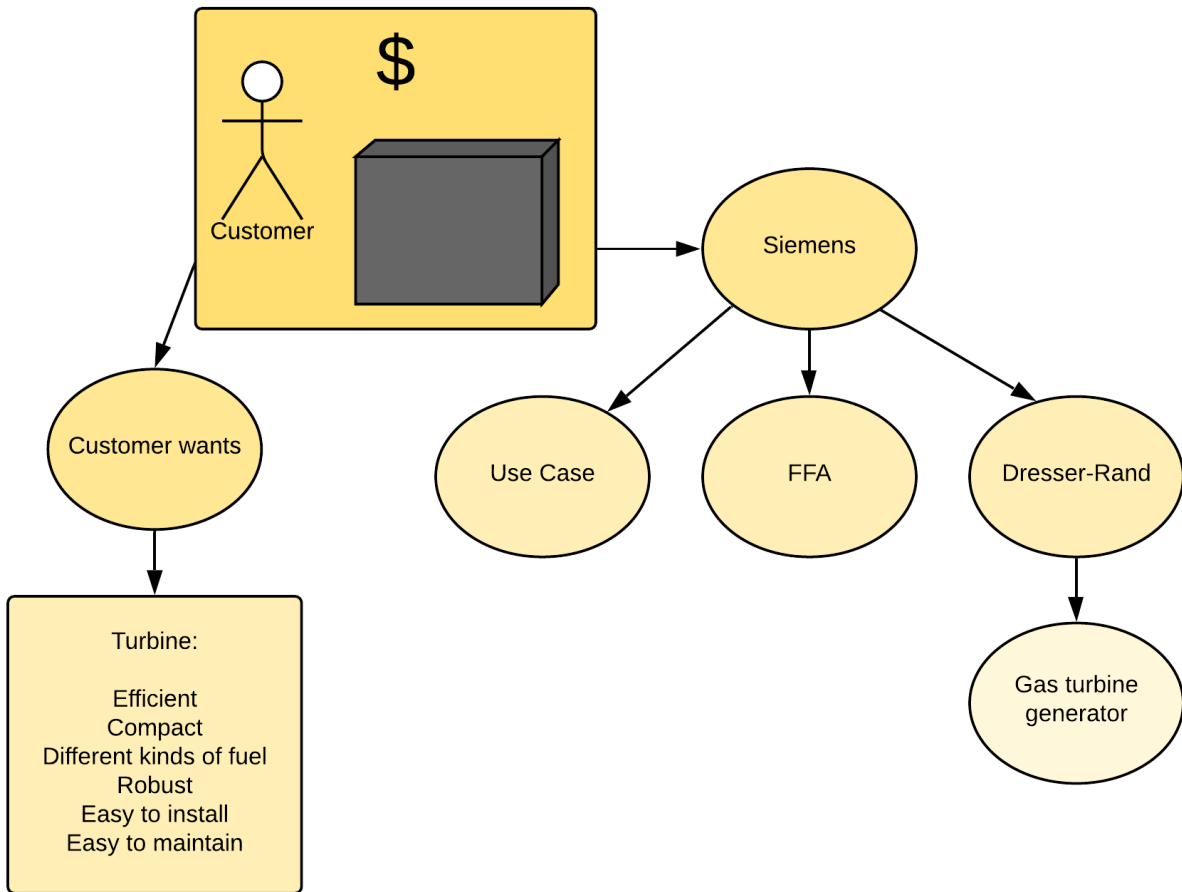 $
Customer
Siemens
Customer wants
Use Case
FFA
Dresser-Rand
Turbine:
Efficient
Compact
Different kinds of fuel
Robust
Easy to install
Easy to maintain
Gas turbine
generator